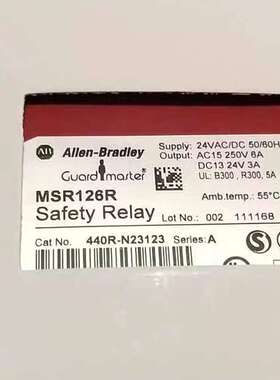 AB Allen-Bradley
Guardmaster
Supply: 24VAC/DC 50/60H
Output: AC15 250V 6A
DC13 24V 3A
UL: B300 , R300, 5A
MSR126R
Safety Relay
Amb.temp.: 55°C
Lot No.: 002 111168
Cat No. 440R-N23123 Series: A